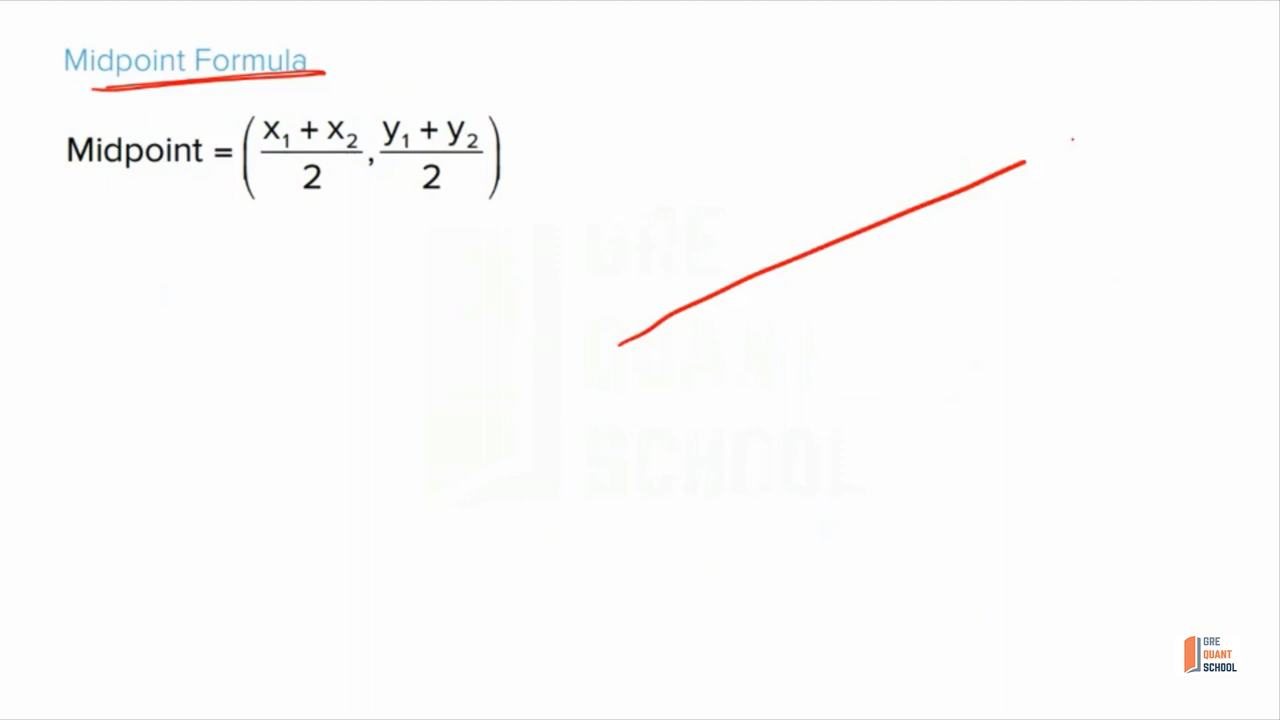 Midpoint Formula
Midpoint = ( x₁ + x₂ / 2 , y₁ + y₂ / 2 )
GRE
QUANT
SCHOOL
GRE
QUANT
SCHOOL